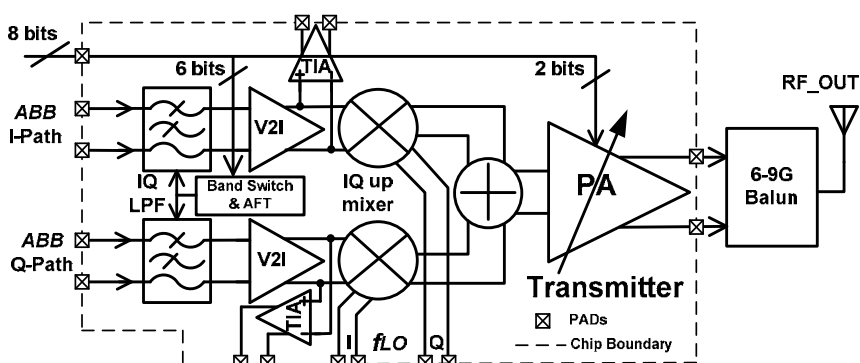 8 bits
6 bits
TIA
2 bits
RF_OUT
ABB
I-Path
V2I
IQ
LPF
Band Switch
& AFT
IQ up
mixer
PA
6-9G
Balun
ABB
Q-Path
V2I
TIA
Transmitter
I
fLO
Q
PADs
Chip Boundary